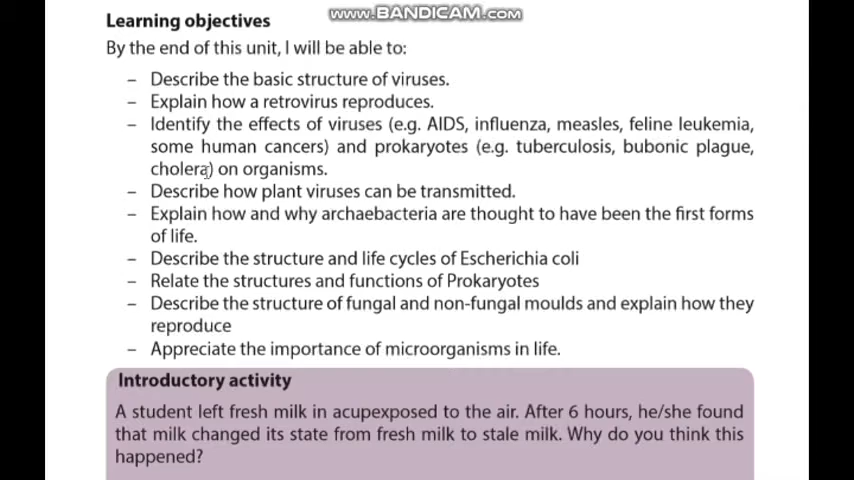 www.BANDICAM.com
Learning objectives
By the end of this unit, I will be able to:
– Describe the basic structure of viruses.
– Explain how a retrovirus reproduces.
– Identify the effects of viruses (e.g. AIDS, influenza, measles, feline leukemia,
some human cancers) and prokaryotes (e.g. tuberculosis, bubonic plague,
cholera) on organisms.
– Describe how plant viruses can be transmitted.
– Explain how and why archaebacteria are thought to have been the first forms
of life.
– Describe the structure and life cycles of Escherichia coli
– Relate the structures and functions of Prokaryotes
– Describe the structure of fungal and non-fungal moulds and explain how they
reproduce
– Appreciate the importance of microorganisms in life.
Introductory activity
A student left fresh milk in acupexposed to the air. After 6 hours, he/she found
that milk changed its state from fresh milk to stale milk. Why do you think this
happened?